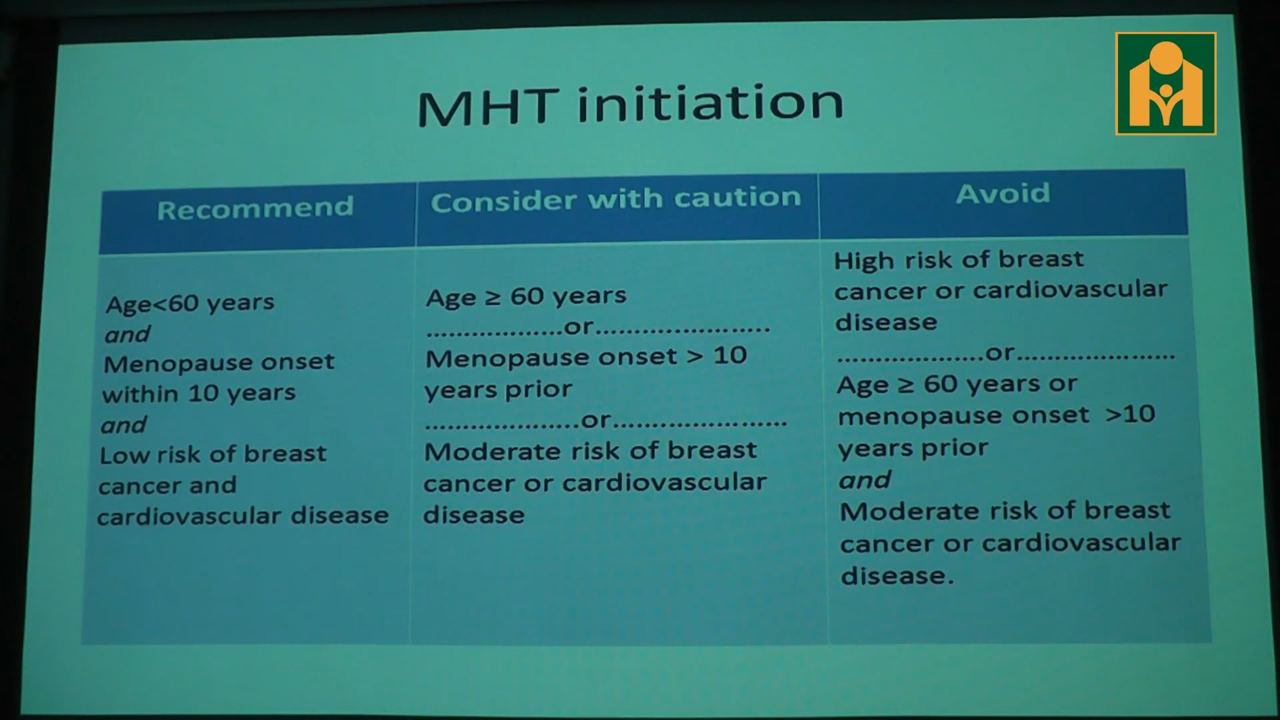 MHT initiation
Recommend
Age<60 years
and
Menopause onset
within 10 years
and
Low risk of breast
cancer and
cardiovascular disease
Consider with caution
Age ≥ 60 years
..................or.......................
Menopause onset > 10
years prior
....................or.......................
Moderate risk of breast
cancer or cardiovascular
disease
Avoid
High risk of breast
cancer or cardiovascular
disease
...................or.....................
Age ≥ 60 years or
menopause onset >10
years prior
and
Moderate risk of breast
cancer or cardiovascular
disease.